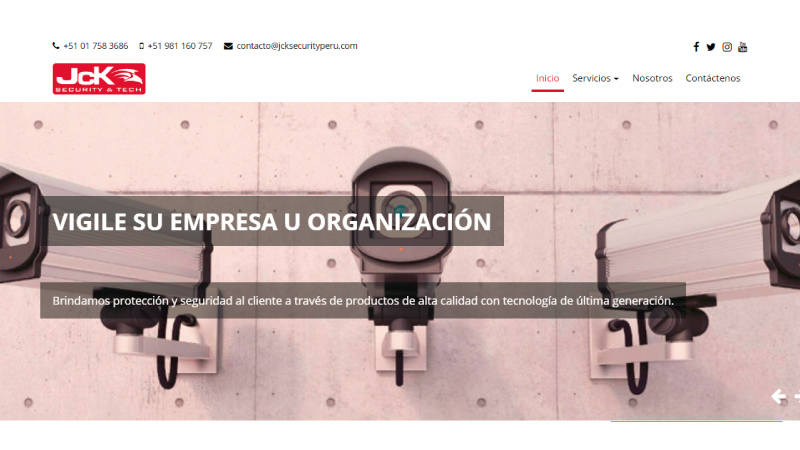 +51 01 758 3686 +51 981 160 757 contacto@jcksecurityperu.com
JcK
SECURITY & TECH
Inicio Servicios Nosotros Contáctenos
VIGILE SU EMPRESA U ORGANIZACIÓN
Brindamos protección y seguridad al cliente a través de productos de alta calidad con tecnología de última generación.